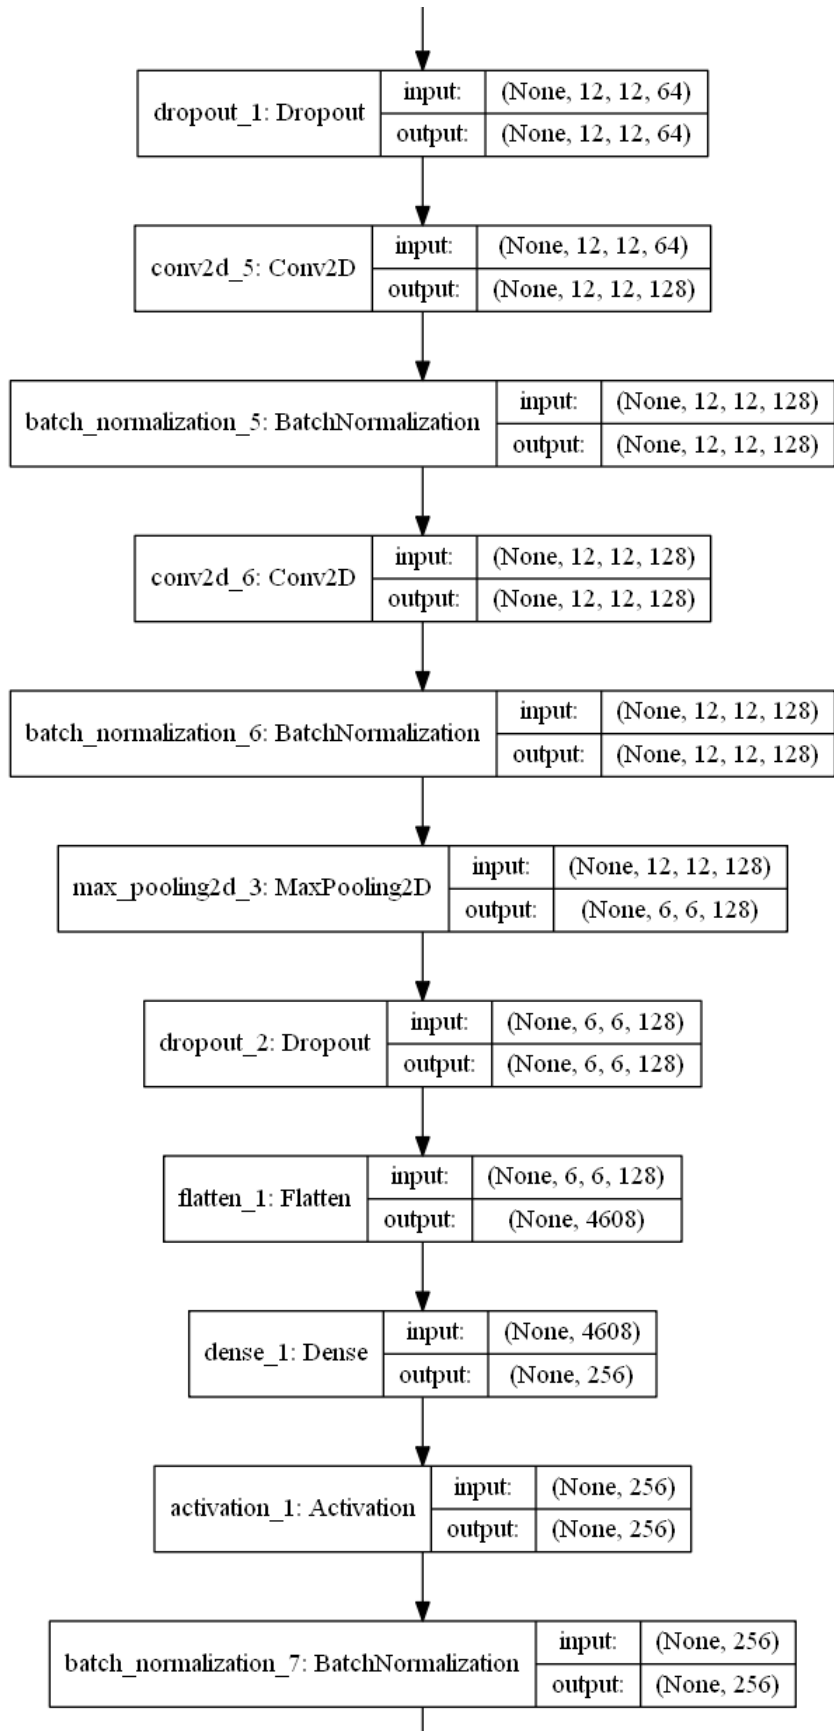 dropout_1: Dropout
input: (None, 12, 12, 64)
output: (None, 12, 12, 64)
conv2d_5: Conv2D
input: (None, 12, 12, 64)
output: (None, 12, 12, 128)
batch_normalization_5: BatchNormalization
input: (None, 12, 12, 128)
output: (None, 12, 12, 128)
conv2d_6: Conv2D
input: (None, 12, 12, 128)
output: (None, 12, 12, 128)
batch_normalization_6: BatchNormalization
input: (None, 12, 12, 128)
output: (None, 12, 12, 128)
max_pooling2d_3: MaxPooling2D
input: (None, 12, 12, 128)
output: (None, 6, 6, 128)
dropout_2: Dropout
input: (None, 6, 6, 128)
output: (None, 6, 6, 128)
flatten_1: Flatten
input: (None, 6, 6, 128)
output: (None, 4608)
dense_1: Dense
input: (None, 4608)
output: (None, 256)
activation_1: Activation
input: (None, 256)
output: (None, 256)
batch_normalization_7: BatchNormalization
input: (None, 256)
output: (None, 256)